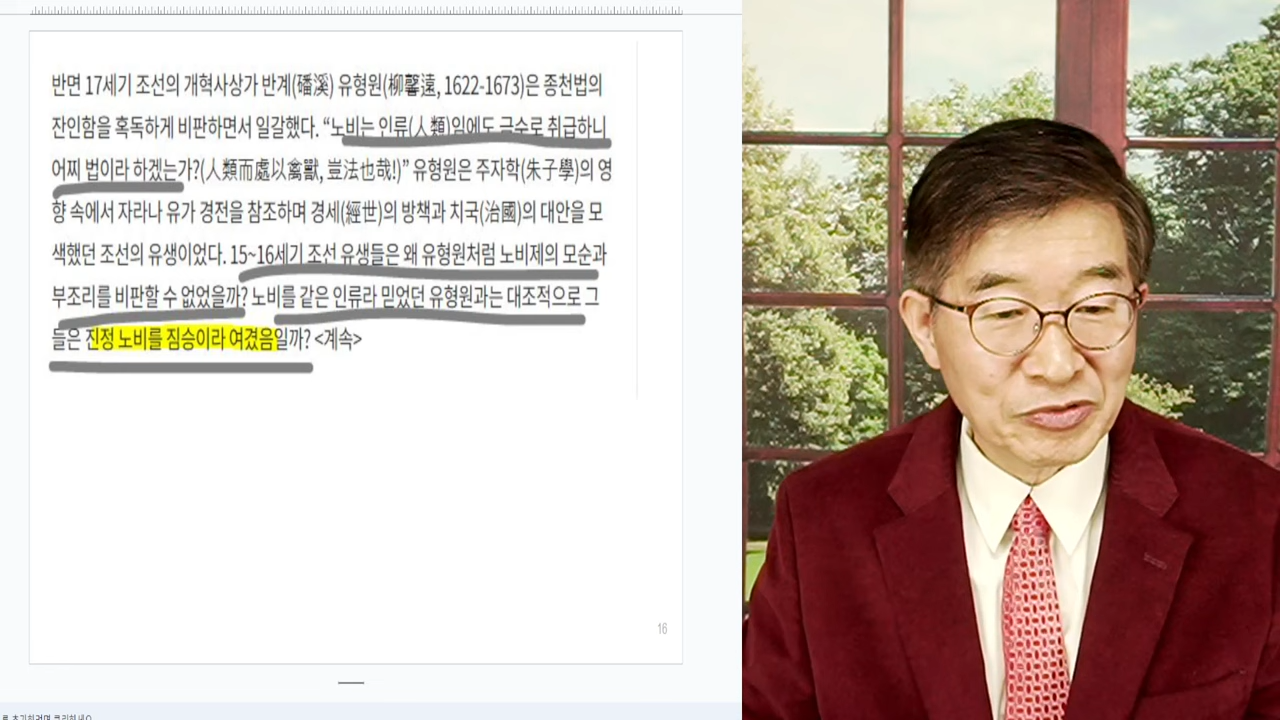 반면 17세기 조선의 개혁사상가 반계(磻溪) 유형원(柳馨遠, 1622-1673)은 종천법의
잔인함을 혹독하게 비판하면서 일갈했다. “노비는 인류(人類)임에도 금수로 취급하니
어찌 법이라 하겠는가?(人類而處以禽獸, 豈法也哉!)” 유형원은 주자학(朱子學)의 영
향 속에서 자라나 유가 경전을 참조하며 경세(經世)의 방책과 치국(治國)의 대안을 모
색했던 조선의 유생이었다. 15~16세기 조선 유생들은 왜 유형원처럼 노비제의 모순과
부조리를 비판할 수 없었을까? 노비를 같은 인류라 믿었던 유형원과는 대조적으로 그
들은 진정 노비를 짐승이라 여겼음일까? <계속>
16